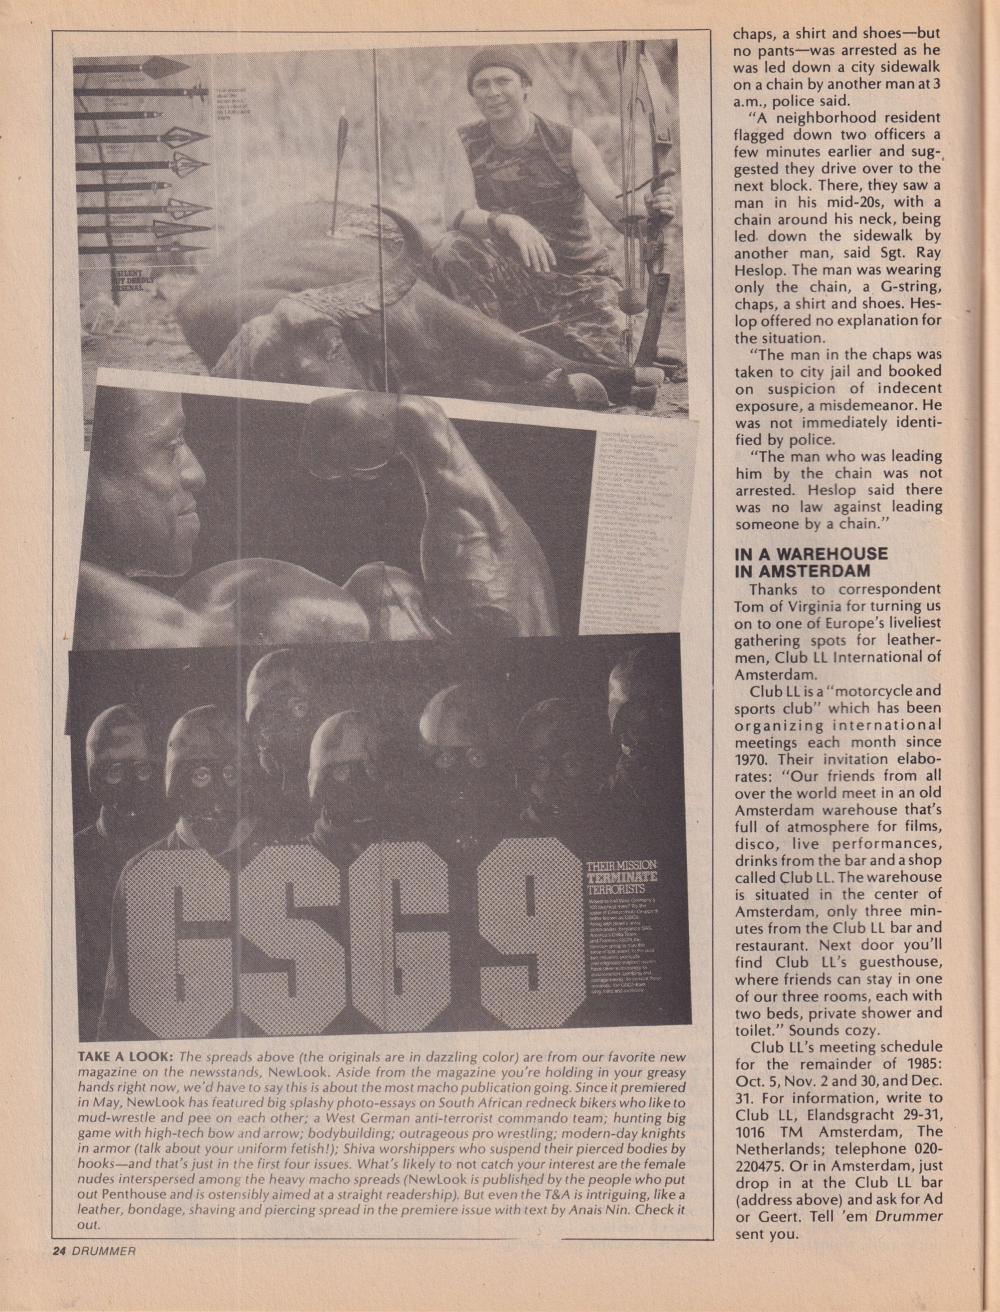 SILENT
BUT DEADLY
ARSENAL
GSG 9
THEIR MISSION:
TERMINATE
TERRORISTS
TAKE A LOOK: The spreads above (the originals are in dazzling color) are from our favorite new
magazine on the newsstands, NewLook. Aside from the magazine you're holding in your greasy
hands right now, we'd have to say this is about the most macho publication going. Since it premiered
in May, NewLook has featured big splashy photo-essays on South African redneck bikers who like to
mud-wrestle and pee on each other; a West German anti-terrorist commando team; hunting big
game with high-tech bow and arrow; bodybuilding; outrageous pro wrestling; modern-day knights
in armor (talk about your uniform fetish!); Shiva worshippers who suspend their pierced bodies by
hooks—and that's just in the first four issues. What's likely to not catch your interest are the female
nudes interspersed among the heavy macho spreads (NewLook is published by the people who put
out Penthouse and is ostensibly aimed at a straight readership). But even the T&A is intriguing, like a
leather, bondage, shaving and piercing spread in the premiere issue with text by Anais Nin. Check it
out.
24 DRUMMER
chaps, a shirt and shoes—but
no pants—was arrested as he
was led down a city sidewalk
on a chain by another man at 3
a.m., police said.
"A neighborhood resident
flagged down two officers a
few minutes earlier and sug-
gested they drive over to the
next block. There, they saw a
man in his mid-20s, with a
chain around his neck, being
led down the sidewalk by
another man, said Sgt. Ray
Heslop. The man was wearing
only the chain, a G-string,
chaps, a shirt and shoes. Hes-
lop offered no explanation for
the situation.
"The man in the chaps was
taken to city jail and booked
on suspicion of indecent
exposure, a misdemeanor. He
was not immediately identi-
fied by police.
"The man who was leading
him by the chain was not
arrested. Heslop said there
was no law against leading
someone by a chain."
IN A WAREHOUSE
IN AMSTERDAM
Thanks to correspondent
Tom of Virginia for turning us
on to one of Europe's liveliest
gathering spots for leather-
men, Club LL International of
Amsterdam.
Club LL is a "motorcycle and
sports club" which has been
organizing international
meetings each month since
1970. Their invitation elabo-
rates: "Our friends from all
over the world meet in an old
Amsterdam warehouse that's
full of atmosphere for films,
disco, live performances,
drinks from the bar and a shop
called Club LL. The warehouse
is situated in the center of
Amsterdam, only three min-
utes from the Club LL bar and
restaurant. Next door you'll
find Club LL's guesthouse,
where friends can stay in one
of our three rooms, each with
two beds, private shower and
toilet." Sounds cozy.
Club LL's meeting schedule
for the remainder of 1985:
Oct. 5, Nov. 2 and 30, and Dec.
31. For information, write to
Club LL, Elandsgracht 29-31,
1016 TM Amsterdam, The
Netherlands; telephone 020-
220475. Or in Amsterdam, just
drop in at the Club LL bar
(address above) and ask for Ad
or Geert. Tell 'em Drummer
sent you.